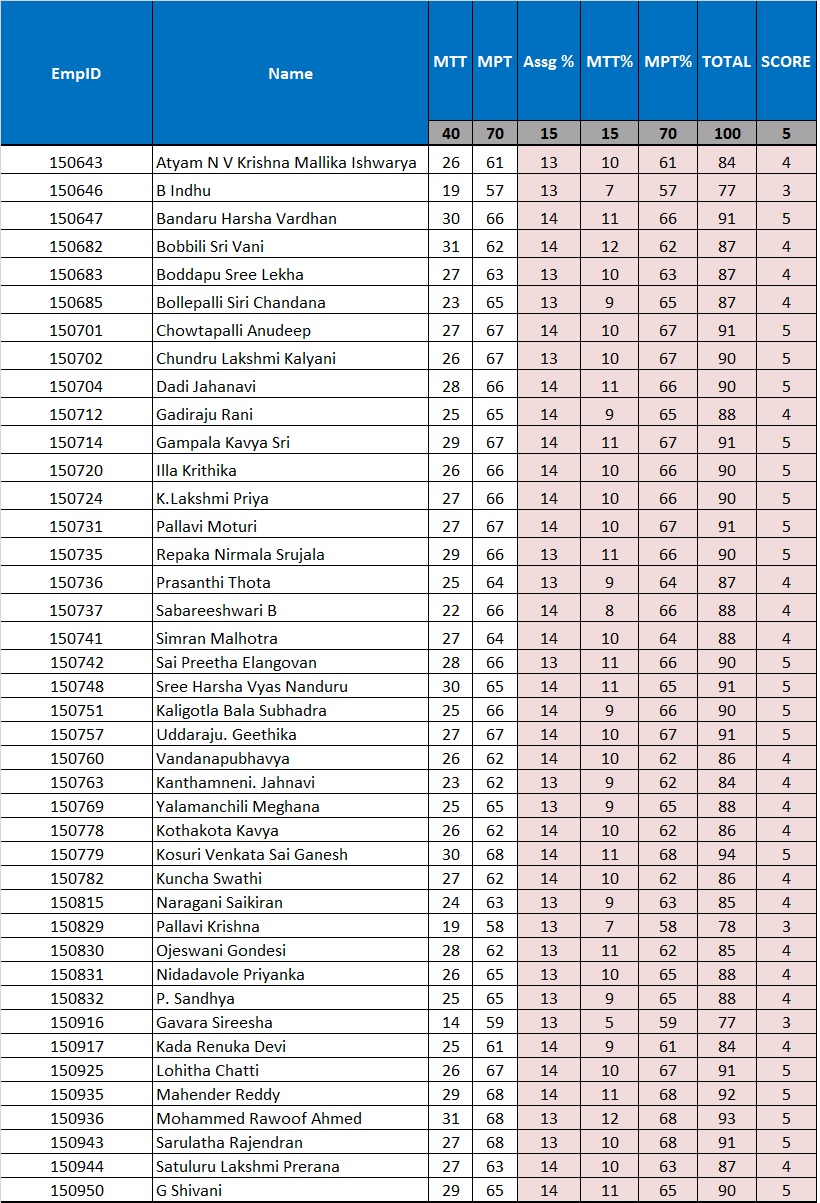 EmpID Name MTT MPT Assg % MTT% MPT% TOTAL SCORE
40 70 15 15 70 100 5
150643 Atyam N V Krishna Mallika Ishwarya 26 61 13 10 61 84 4
150646 B Indhu 19 57 13 7 57 77 3
150647 Bandaru Harsha Vardhan 30 66 14 11 66 91 5
150682 Bobbili Sri Vani 31 62 14 12 62 87 4
150683 Boddapu Sree Lekha 27 63 14 10 63 87 4
150685 Bollepalli Siri Chandana 23 65 13 9 65 87 4
150701 Chowtapalli Anudeep 27 67 14 10 67 91 5
150702 Chundru Lakshmi Kalyani 26 67 13 10 67 90 5
150704 Dadi Jahanavi 28 66 14 11 66 90 5
150712 Gadiraju Rani 25 65 14 9 65 88 4
150714 Gampala Kavya Sri 29 67 14 11 67 91 5
150720 Illa Krithika 26 66 14 10 66 90 5
150724 K.Lakshmi Priya 27 66 14 10 66 90 5
150731 Pallavi Moturi 27 67 14 10 67 91 5
150735 Repaka Nirmala Srujala 29 66 13 11 66 90 5
150736 Prasanthi Thota 25 64 13 9 64 87 4
150737 Sabareeshwari B 22 66 14 8 66 88 4
150741 Simran Malhotra 27 64 14 10 64 88 4
150742 Sai Preetha Elangovan 28 66 13 11 66 90 5
150748 Sree Harsha Vyas Nanduru 30 65 14 11 65 91 5
150751 Kaligotla Bala Subhadra 25 66 14 9 66 90 5
150757 Uddaraju. Geethika 27 67 14 10 67 91 5
150760 Vandanapubhavya 26 62 14 10 62 86 4
150763 Kanthamneni. Jahnavi 23 62 13 9 62 84 4
150769 Yalamanchili Meghana 25 65 13 9 65 88 4
150778 Kothakota Kavya 26 62 14 10 62 86 4
150779 Kosuri Venkata Sai Ganesh 30 68 14 11 68 94 5
150782 Kuncha Swathi 27 62 14 10 62 86 4
150815 Naragani Saikiran 24 63 13 9 63 85 4
150829 Pallavi Krishna 19 58 13 7 58 78 3
150830 Ojeswani Gondesi 28 62 13 11 62 85 4
150831 Nidadavole Priyanka 26 65 13 10 65 88 4
150832 P. Sandhya 25 65 13 9 65 88 4
150916 Gavara Sireesha 14 59 13 5 59 77 3
150917 Kada Renuka Devi 25 61 14 9 61 84 4
150925 Lohitha Chatti 26 67 14 10 67 91 5
150935 Mahender Reddy 29 68 14 11 68 92 5
150936 Mohammed Rawoof Ahmed 31 68 13 12 68 93 5
150943 Sarulatha Rajendran 27 68 13 10 68 91 5
150944 Satuluru Lakshmi Prerana 27 63 14 10 63 87 4
150950 G Shivani 29 65 14 11 65 90 5